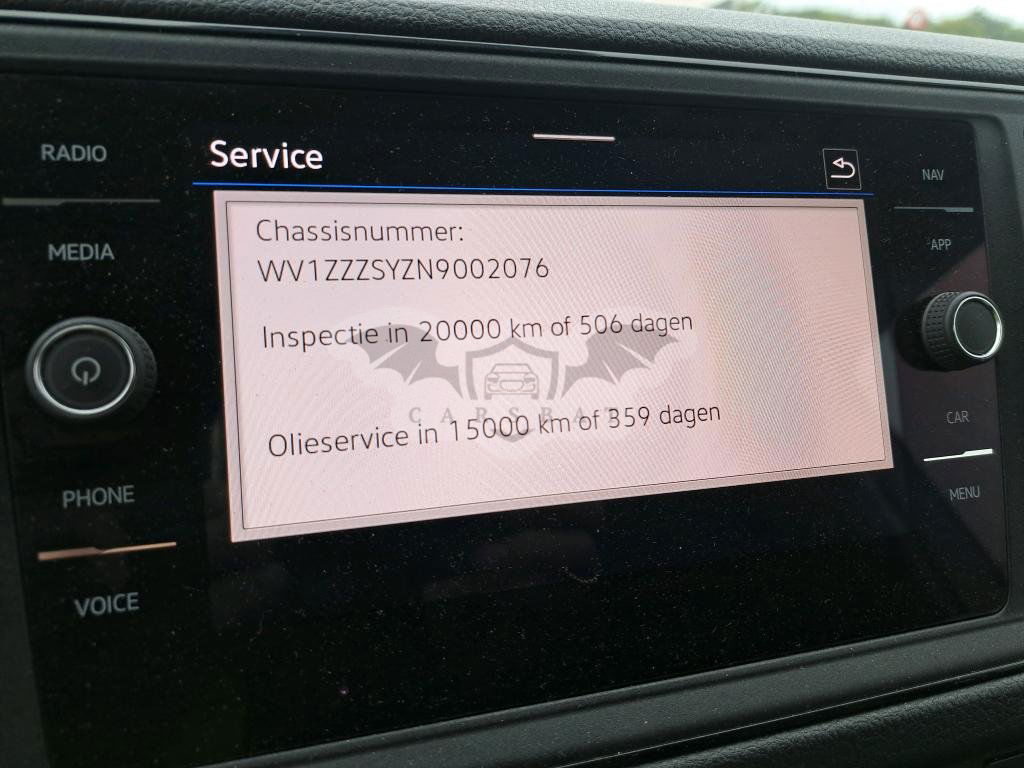 Service
RADIO
MEDIA
PHONE
VOICE
Chassisnummer:
WV1ZZZSYZN9002076
Inspectie in 20000 km of 506 dagen
CARSBAT
Olieservice in 15000 km of 359 dagen
NAV
APP
CAR
MENU